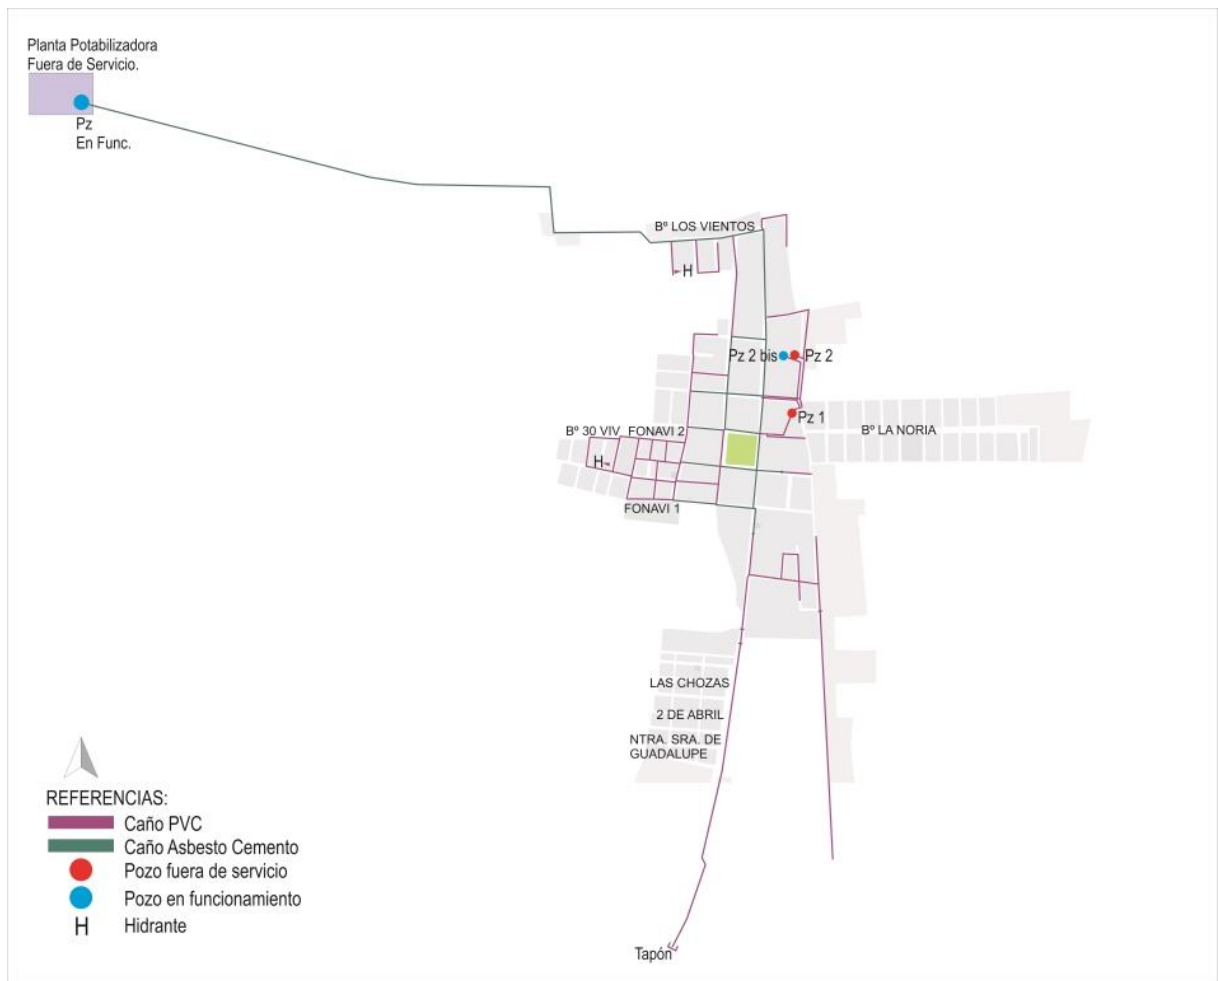 Planta Potabilizadora
Fuera de Servicio.
Pz
En Func.
Bº LOS VIENTOS
H
Pz 2 bis
Pz 2
Pz 1
Bº LA NORIA
Bº 30 VIV
FONAVI 2
H
FONAVI 1
LAS CHOZAS
2 DE ABRIL
NTRA. SRA. DE
GUADALUPE
REFERENCIAS:
Caño PVC
Caño Asbesto Cemento
Pozo fuera de servicio
Pozo en funcionamiento
H Hidrante
Tapón